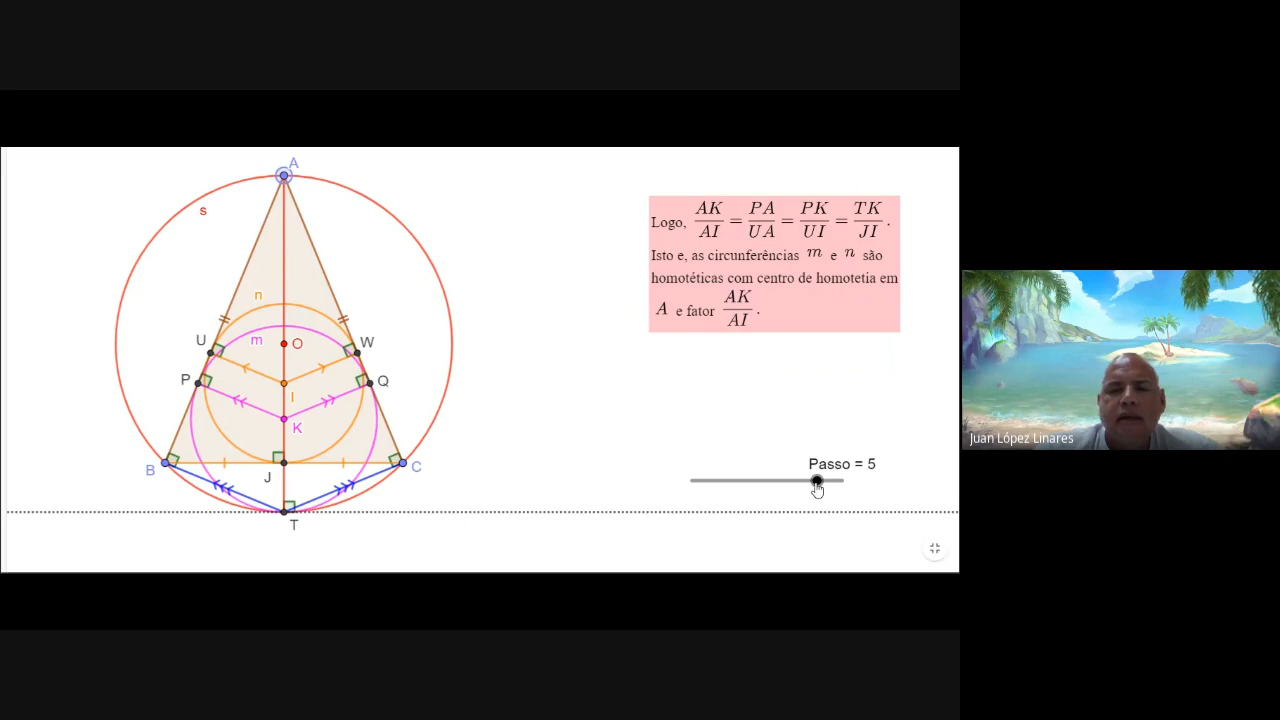 A
s
n
m
O
U
W
P
Q
I
K
B
J
C
T
Logo, AK/AI = PA/UA = PK/UI = TK/JI .
Isto e, as circunferências m e n são
homotéticas com centro de homotetia em
A e fator AK/AI .
Passo = 5
Juan López Linares